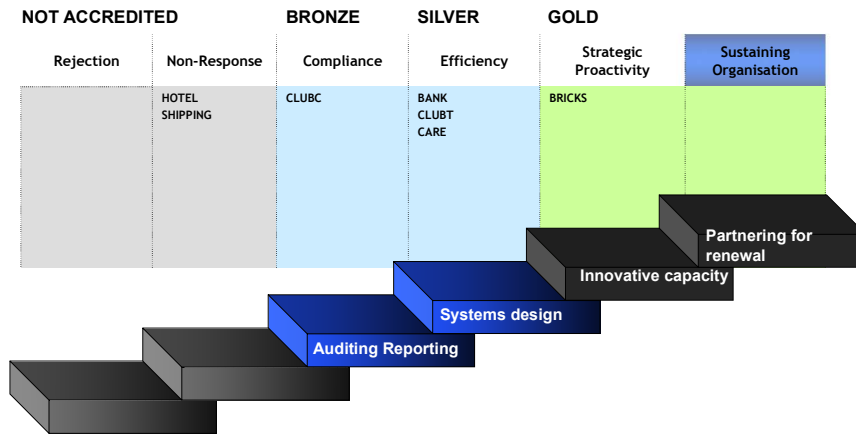 NOT ACCREDITED
BRONZE
SILVER
GOLD
Rejection
Non-Response
Compliance
Efficiency
Strategic
Proactivity
Sustaining
Organisation
HOTEL
SHIPPING
CLUBC
BANK
CLUBT
CARE
BRICKS
Partnering for
renewal
Innovative capacity
Systems design
Auditing Reporting